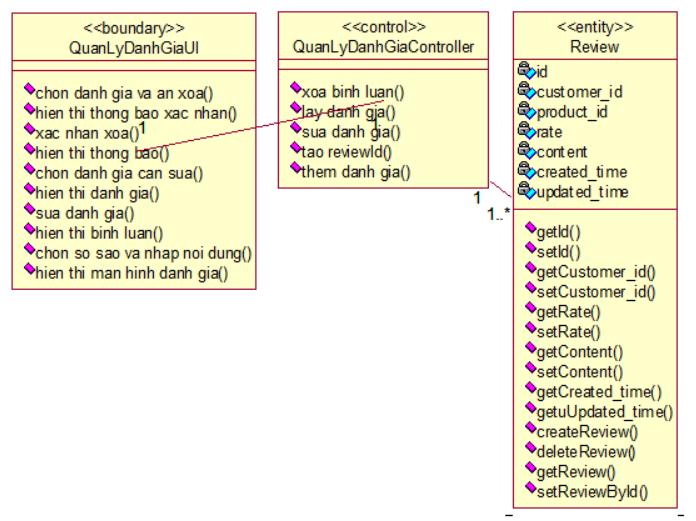 <<boundary>>
QuanLyDanhGiaUI
chon danh gia va an xoa()
hien thi thong bao xac nhan()
xac nhan xoa()
hien thi thong bao()
chon danh gia can sua()
hien thi danh gia()
sua danh gia()
hien thi binh luan()
chon so sao va nhap noi dung()
hien thi man hinh danh gia()
1
<<control>>
QuanLyDanhGiaController
xoa binh luan()
lay danh gia()
sua danh gia()
tao reviewId()
them danh gia()
1
1
1..*
<<entity>>
Review
id
customer_id
product_id
rate
content
created_time
updated_time
getId()
setId()
getCustomer_id()
setCustomer_id()
getRate()
setRate()
getContent()
setContent()
getCreated_time()
getuUpdated_time()
createReview()
deleteReview()
getReview()
setReviewById()